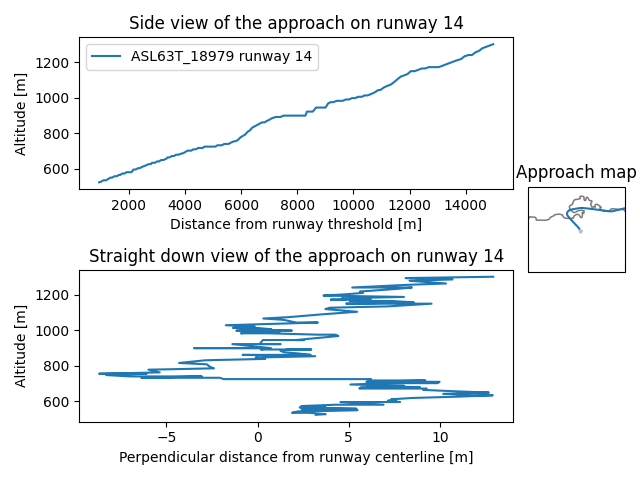 Side view of the approach on runway 14
ASL63T_18979 runway 14
Altitude [m]
1200
1000
800
600
2000 4000 6000 8000 10000 12000 14000
Distance from runway threshold [m]
Approach map
Straight down view of the approach on runway 14
Altitude [m]
1200
1000
800
600
−5 0 5 10
Perpendicular distance from runway centerline [m]